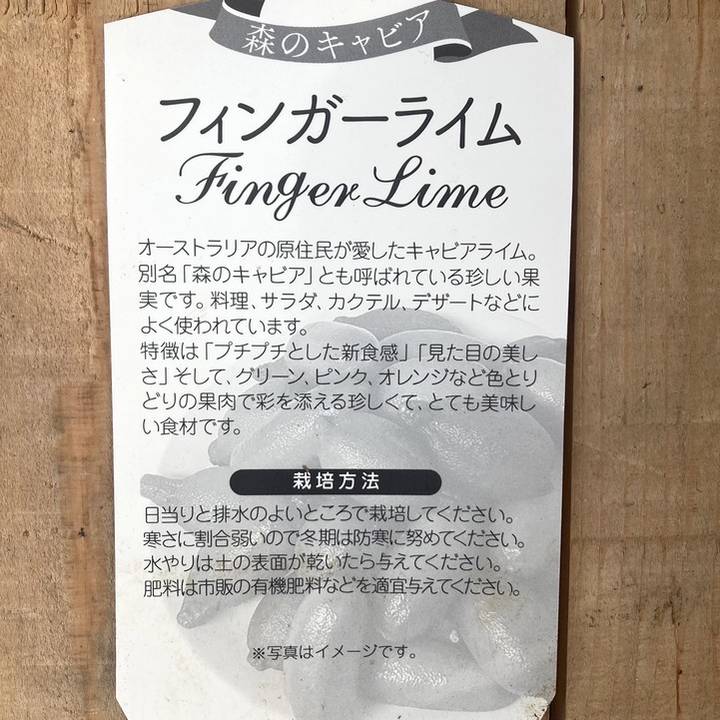 森のキャビア
フィンガーライム
Finger Lime
オーストラリアの原住民が愛したキャビアライム。
別名「森のキャビア」とも呼ばれている珍しい果
実です。料理、サラダ、カクテル、デザートなどに
よく使われています。
特徴は「プチプチとした新食感」「見た目の美し
さ」そして、グリーン、ピンク、オレンジなど色とり
どりの果肉で彩を添える珍しくて、とても美味し
い食材です。
栽培方法
日当りと排水のよいところで栽培してください。
寒さに割合弱いので冬期は防寒に努めてください。
水やりは土の表面が乾いたら与えてください。
肥料は市販の有機肥料などを適宜与えてください。
※写真はイメージです。